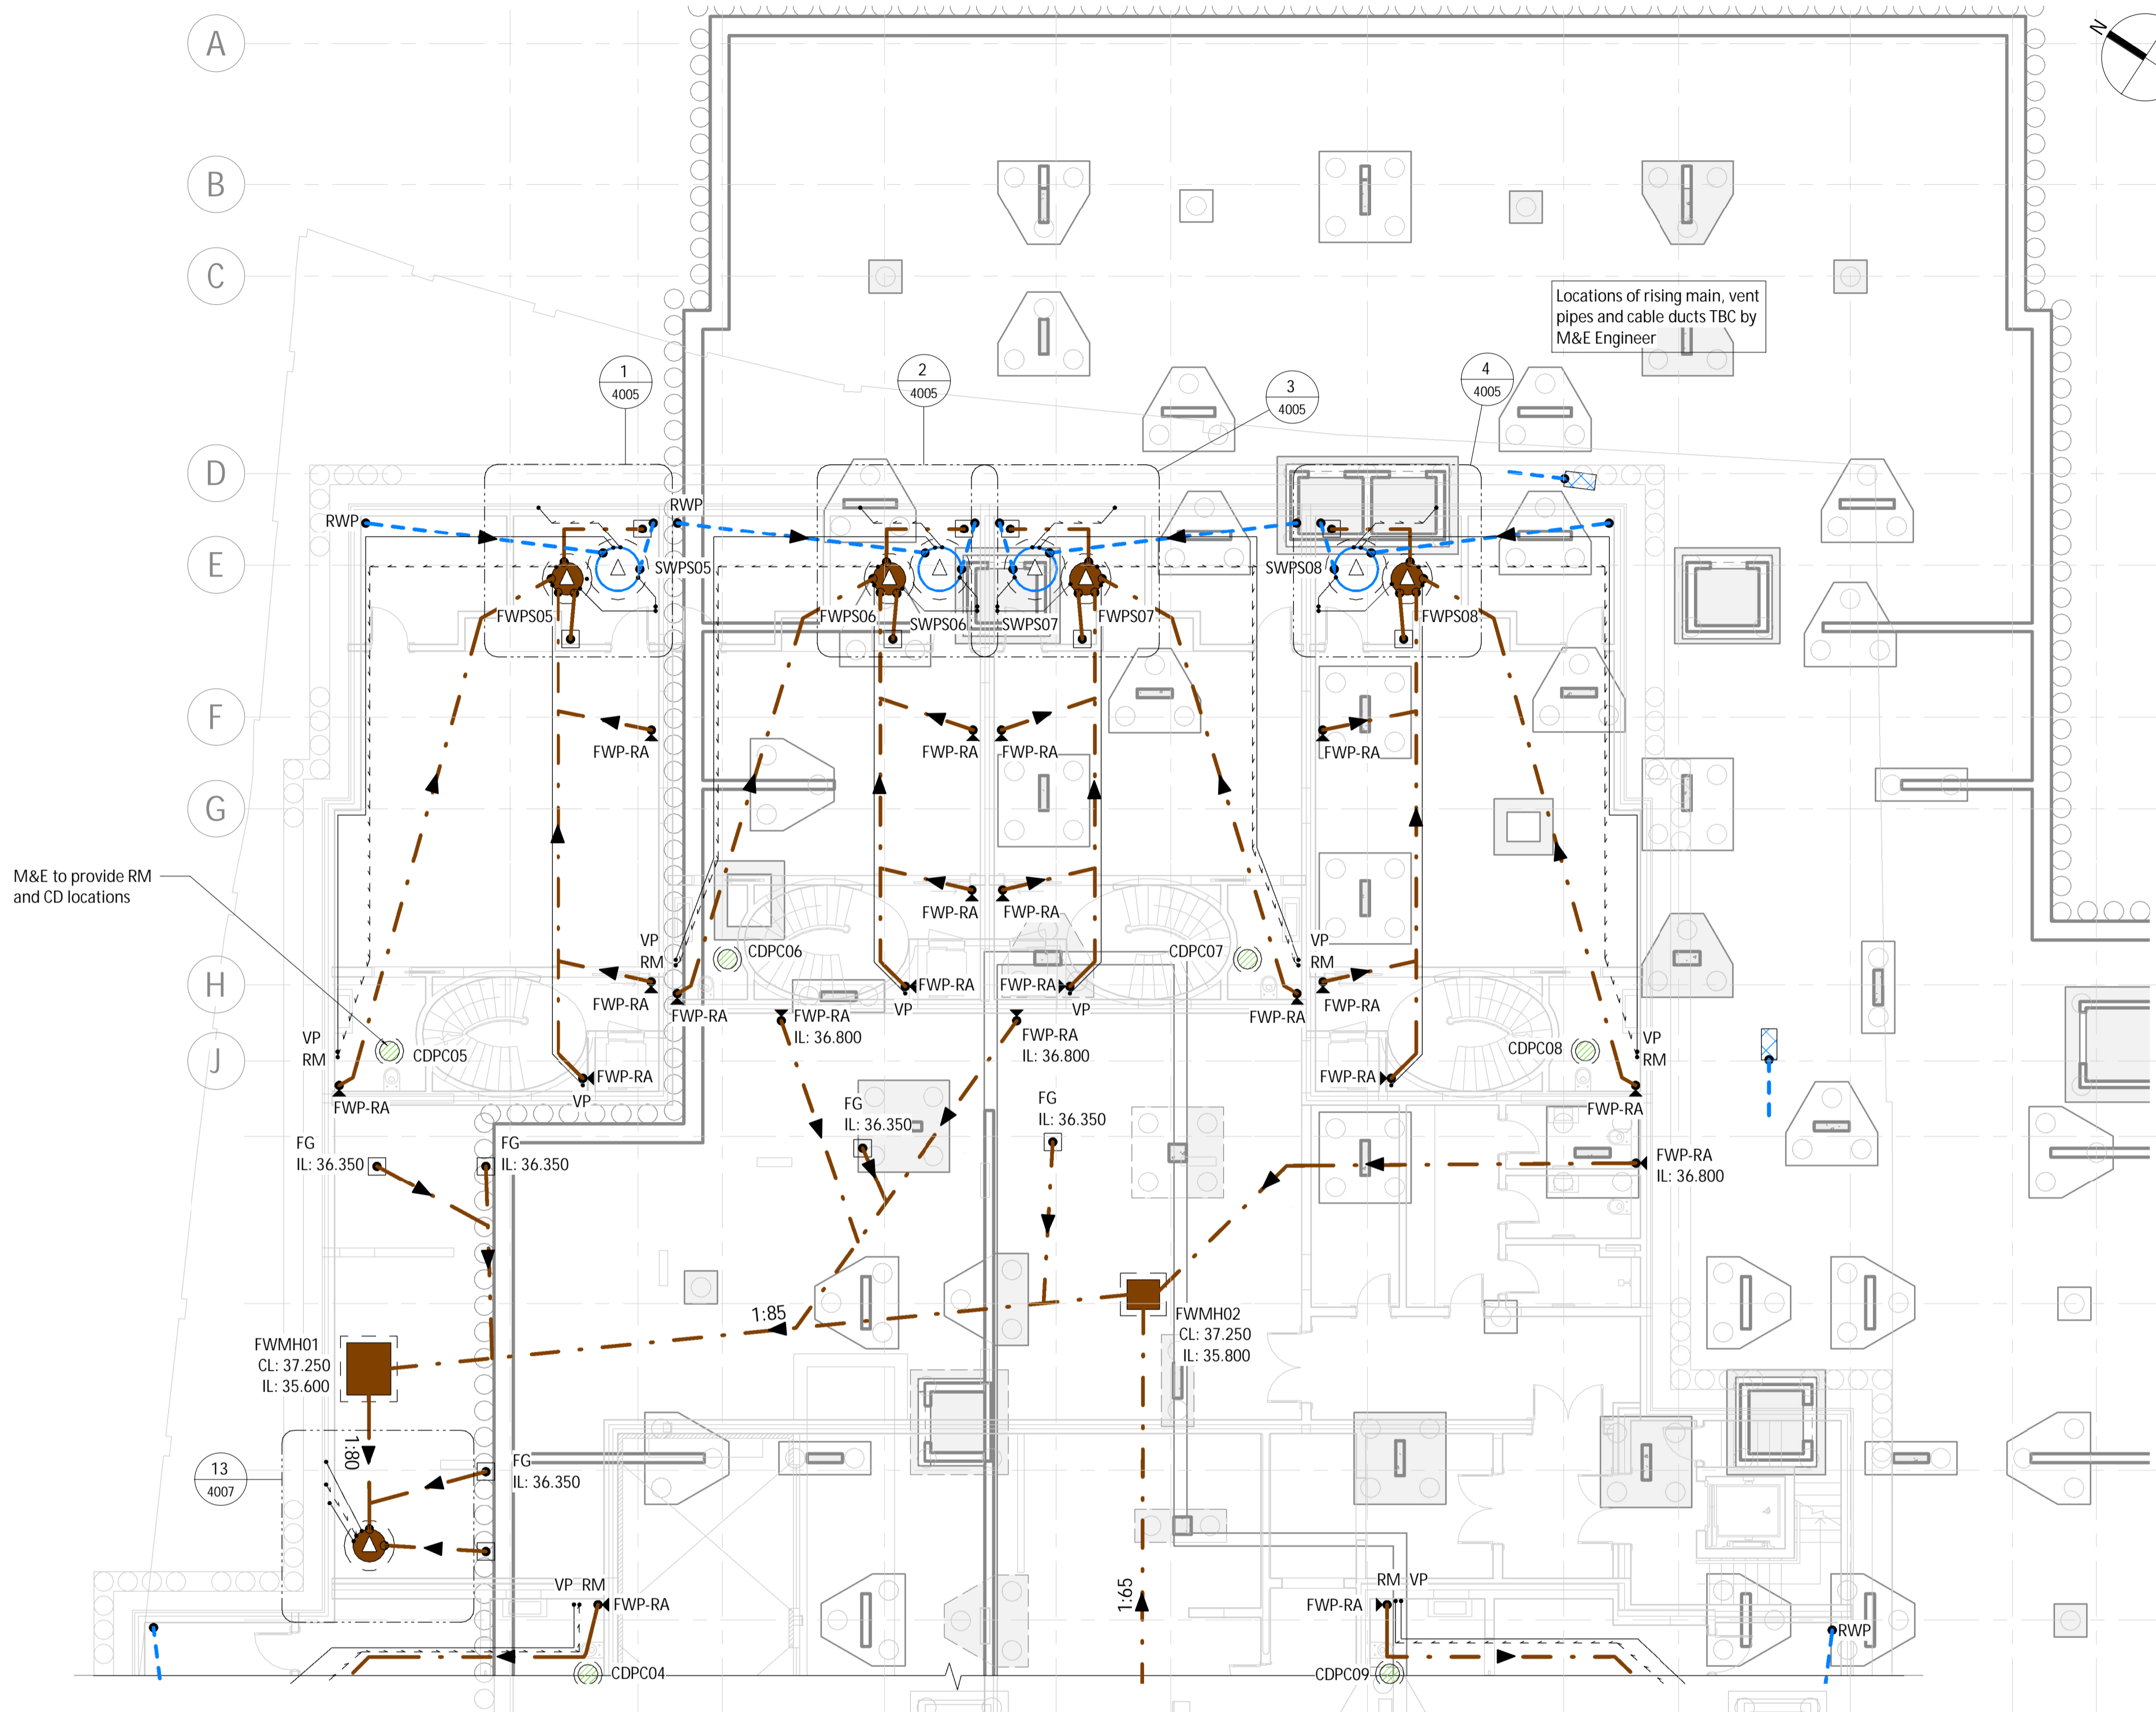 A
N
B
C
Locations of rising main, vent
pipes and cable ducts TBC by
M&E Engineer
1
4005
2
4005
3
4005
4
4005
D
RWP
RWP
E
SWPS05
SWPS08
FWPS05
FWPS06
SWPS06
SWPS07
FWPS07
FWPS08
F
FWP-RA
FWP-RA
FWP-RA
FWP-RA
G
M&E to provide RM
and CD locations
FWP-RA
FWP-RA
VP
RM
CDPC06
CDPC07
VP
RM
H
FWP-RA
FWP-RA
FWP-RA
VP
FWP-RA
VP
FWP-RA
FWP-RA
FWP-RA
IL: 36.800
FWP-RA
IL: 36.800
J
VP
RM
CDPC05
FWP-RA
VP
FWP-RA
CDPC08
VP
RM
FWP-RA
FWP-RA
FG
IL: 36.350
FG
IL: 36.350
FG
IL: 36.350
FG
IL: 36.350
FWP-RA
IL: 36.800
1:85
FWMH02
CL: 37.250
IL: 35.800
FWMH01
CL: 37.250
IL: 35.600
1:80
13
4007
FG
IL: 36.350
VP RM
FWP-RA
1:65
RM VP
FWP-RA
RWP
CDPC04
CDPC09